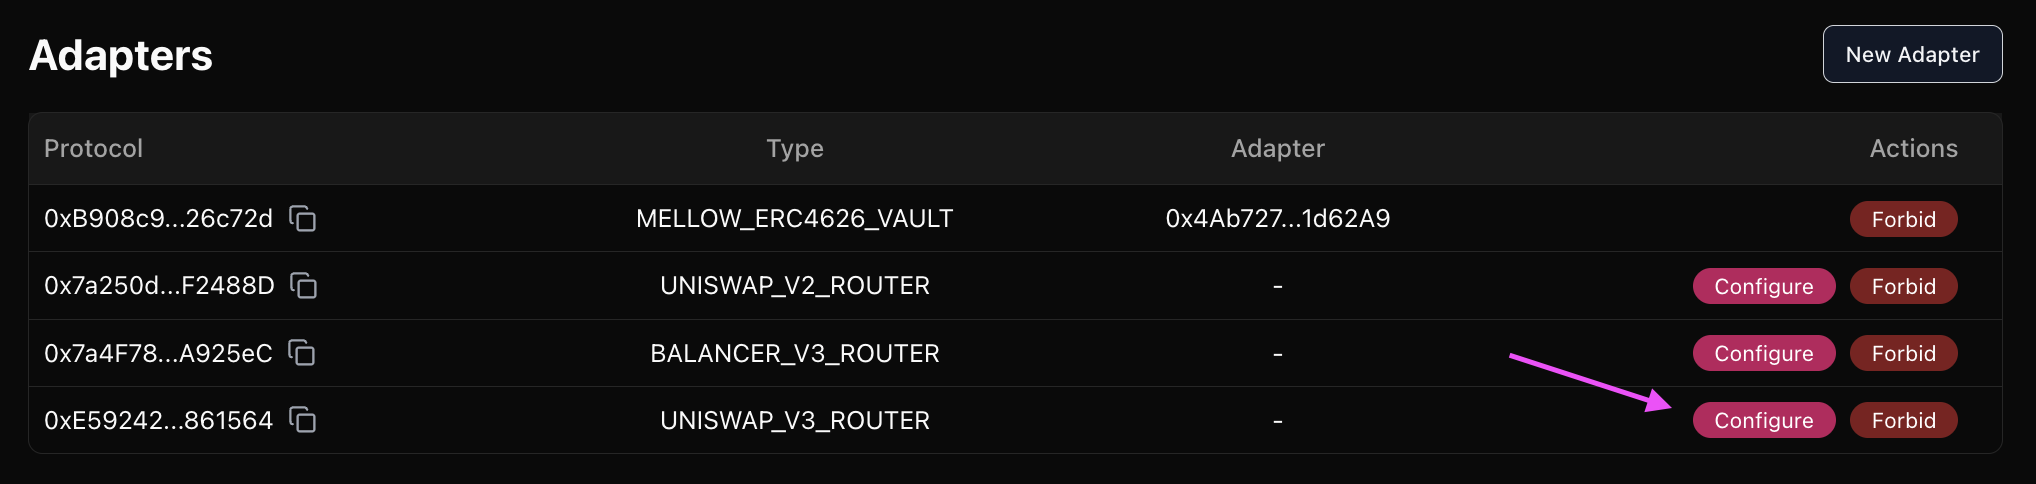 Adapters
New Adapter
Protocol Type Adapter Actions
0xB908c9...26c72d MELLOW_ERC4626_VAULT 0x4Ab727...1d62A9 Forbid
0x7a250d...F2488D UNISWAP_V2_ROUTER - Configure Forbid
0x7a4F78...A925eC BALANCER_V3_ROUTER - Configure Forbid
0xE59242...861564 UNISWAP_V3_ROUTER - Configure Forbid